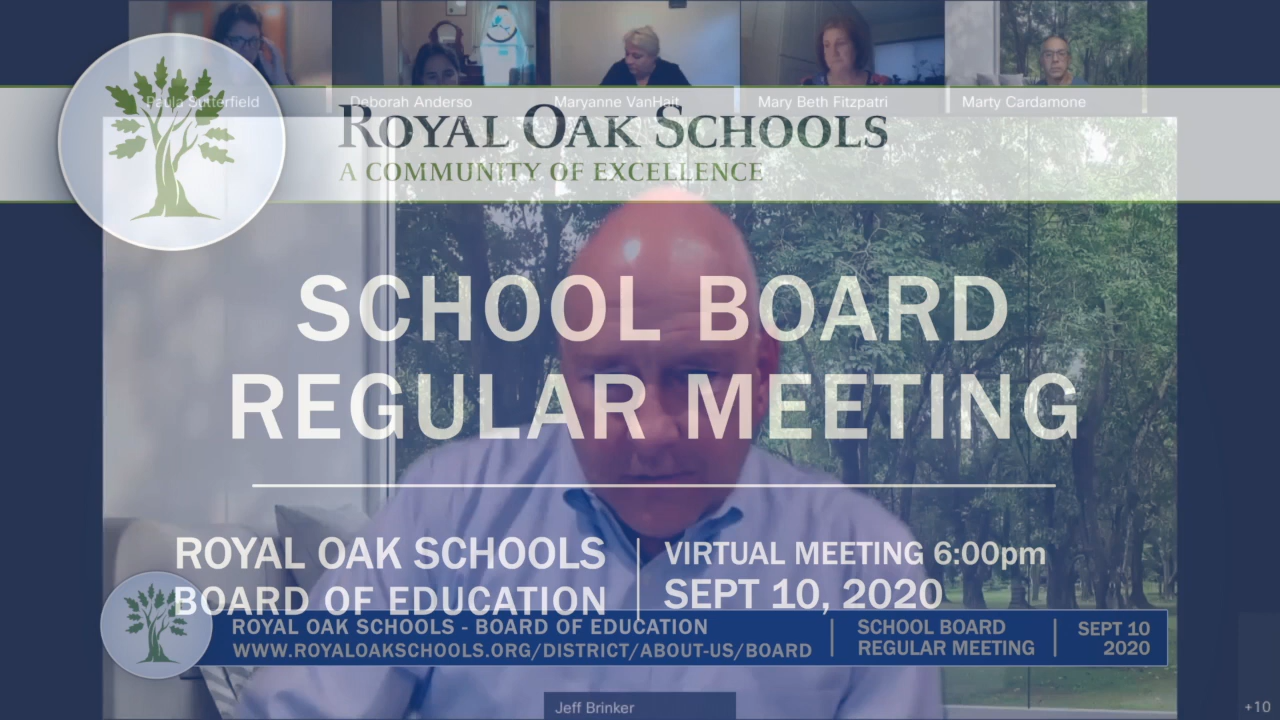 Paula Sutterfield
Deborah Anderso
Maryanne VanHait
Mary Beth Fitzpatri
Marty Cardamone
ROYAL OAK SCHOOLS
A COMMUNITY OF EXCELLENCE
SCHOOL BOARD
REGULAR MEETING
ROYAL OAK SCHOOLS
BOARD OF EDUCATION
VIRTUAL MEETING 6:00pm
SEPT 10, 2020
ROYAL OAK SCHOOLS - BOARD OF EDUCATION
WWW.ROYALOAKSCHOOLS.ORG/DISTRICT/ABOUT-US/BOARD
SCHOOL BOARD
REGULAR MEETING
SEPT 10
2020
Jeff Brinker
+10